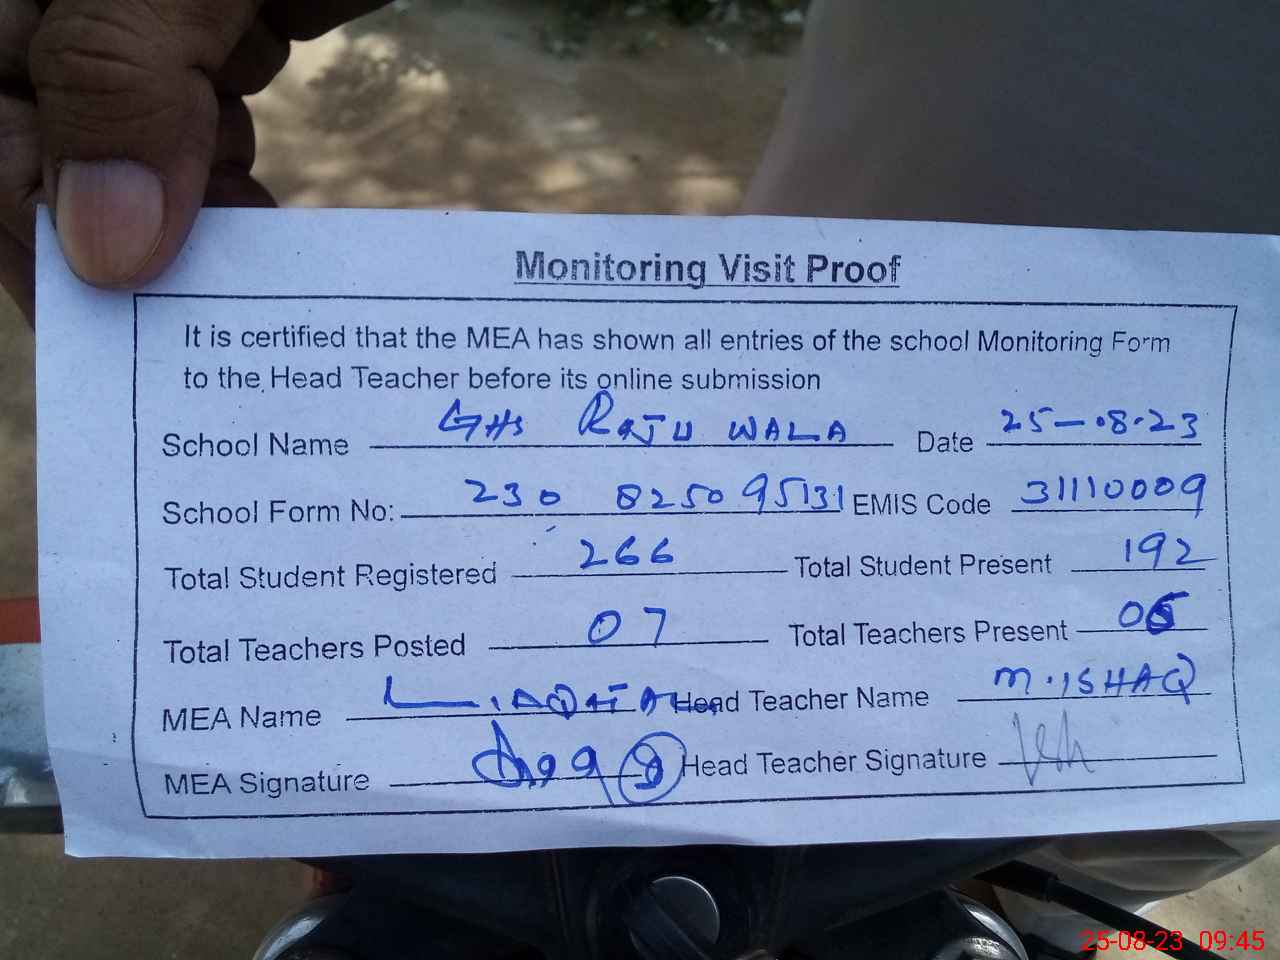 Monitoring Visit Proof
It is certified that the MEA has shown all entries of the school Monitoring Form
to the Head Teacher before its online submission
School Name GHS RAJU WALA Date 25-08-23
School Form No: 230 825095131 EMIS Code 31110009
Total Student Registered 266 Total Student Present 192
Total Teachers Posted 07 Total Teachers Present
MEA Name Head Teacher Name M.ISHAQ
MEA Signature Head Teacher Signature
25-08-23 09:45